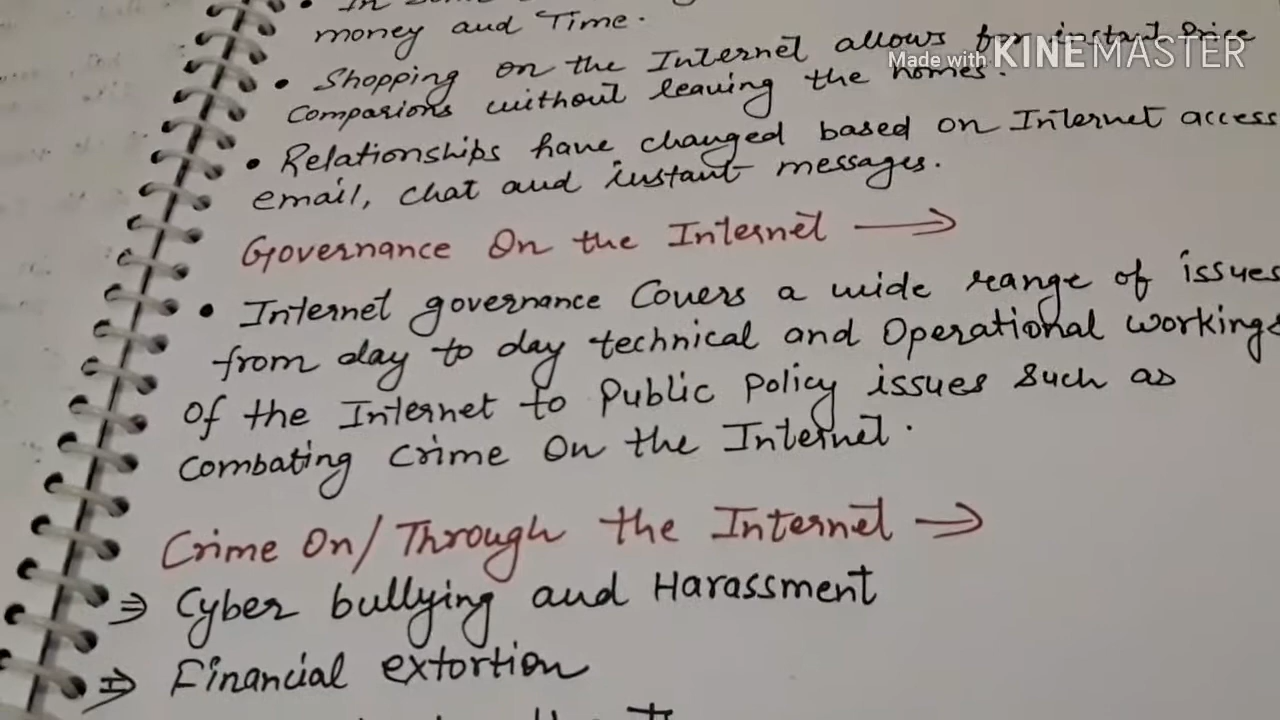 money and Time.
• Shopping on the Internet allows for instant Price
Comparions without leaving the homes.
Made with KINEMASTER
• Relationships have changed based on Internet access
email, chat and instant messages.
Governance On the Internet →
• Internet governance Covers a wide range of issues
from day to day technical and Operational workings
Of the Internet to Public Policy issues such as
Combating Crime On the Internet.
Crime On/Through the Internet →
⇒ Cyber bullying and Harassment
⇒ Financial extortion